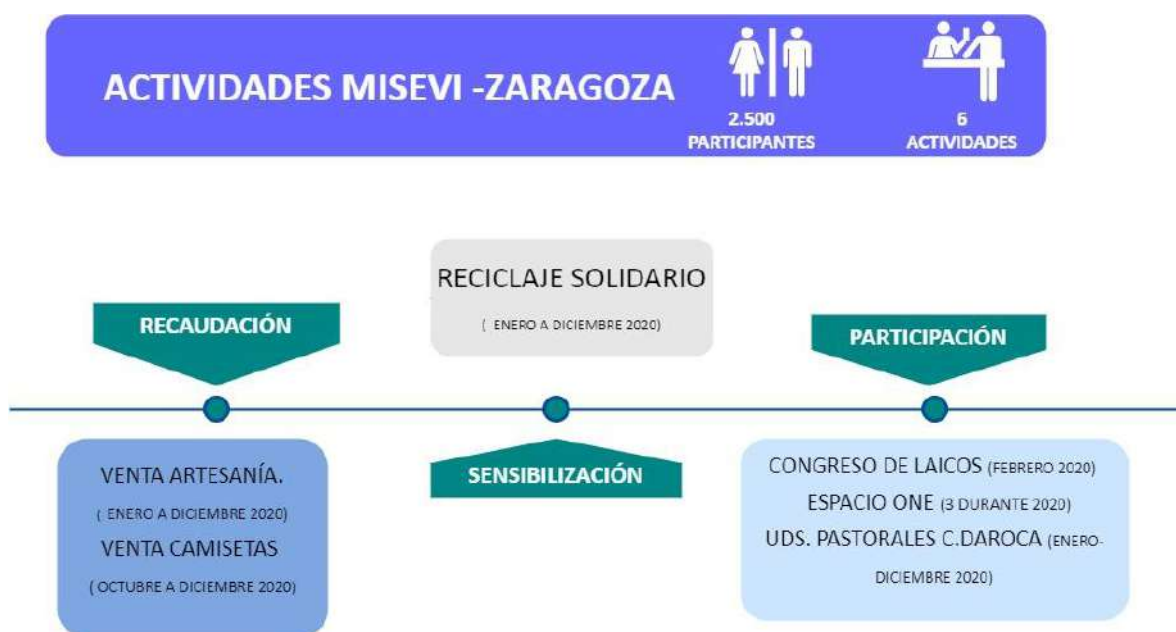 ACTIVIDADES MISEVI -ZARAGOZA
2.500
PARTICIPANTES
6
ACTIVIDADES
RECICLAJE SOLIDARIO
( ENERO A DICIEMBRE 2020)
RECAUDACIÓN
PARTICIPACIÓN
VENTA ARTESANÍA.
( ENERO A DICIEMBRE 2020)
VENTA CAMISETAS
( OCTUBRE A DICIEMBRE 2020)
SENSIBILIZACIÓN
CONGRESO DE LAICOS (FEBRERO 2020)
ESPACIO ONE (3 DURANTE 2020)
UDS. PASTORALES C.DAROCA (ENERO-
DICIEMBRE 2020)